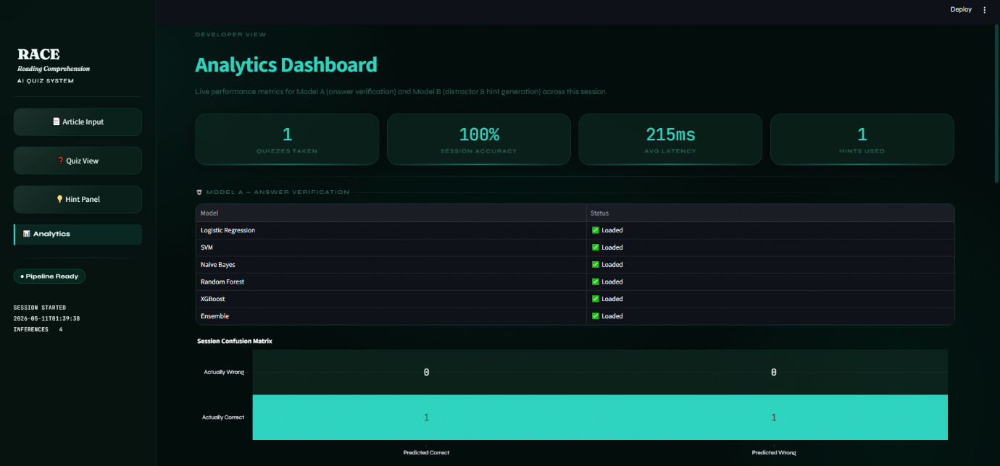 Deploy
RACE
Reading Comprehension
AI QUIZ SYSTEM
Article Input
Quiz View
Hint Panel
Analytics
Pipeline Ready
SESSION STARTED
2026-05-11T01:39:38
INFERENCES 4
DEVELOPER VIEW
Analytics Dashboard
Live performance metrics for Model A (answer verification) and Model B (distractor & hint generation) across this session.
1
QUIZZES TAKEN
100%
SESSION ACCURACY
215ms
AVG LATENCY
1
HINTS USED
MODEL A — ANSWER VERIFICATION
Model Status
Logistic Regression ✅ Loaded
SVM ✅ Loaded
Naive Bayes ✅ Loaded
Random Forest ✅ Loaded
XGBoost ✅ Loaded
Ensemble ✅ Loaded
Session Confusion Matrix
Actually Wrong 0 0
Actually Correct 1 1
Predicted Correct Predicted Wrong